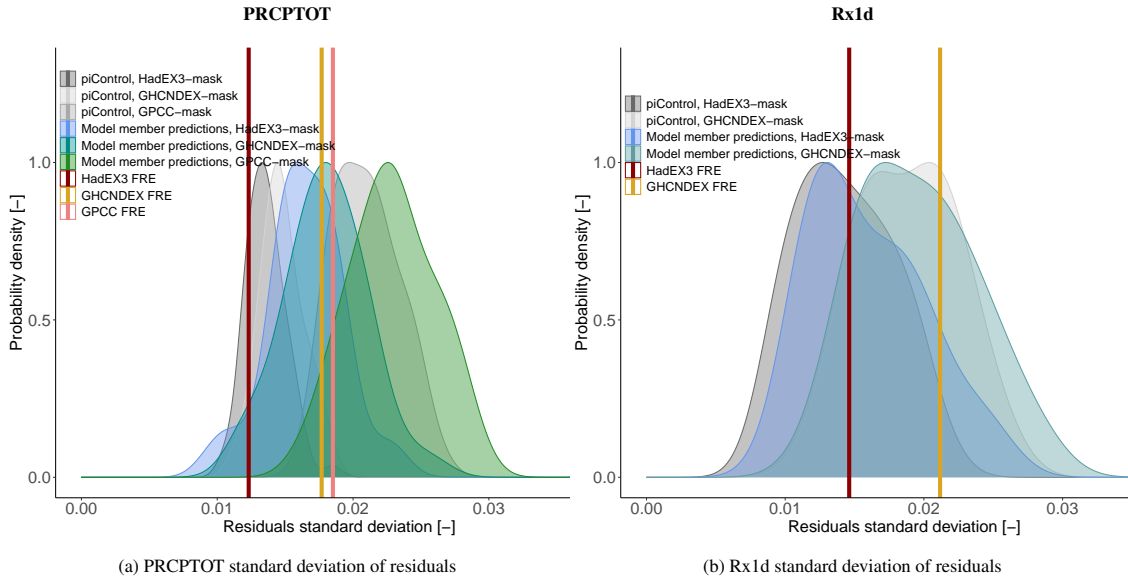 PRCPTOT
piControl, HadEX3−mask
piControl, GHCNDEX−mask
piControl, GPCC−mask
Model member predictions, HadEX3−mask
Model member predictions, GHCNDEX−mask
Model member predictions, GPCC−mask
HadEX3 FRE
GHCNDEX FRE
GPCC FRE
Probability density [-]
1.0
0.5
0.0
0.00
0.01
0.02
0.03
Residuals standard deviation [-]
(a) PRCPTOT standard deviation of residuals
Rx1d
piControl, HadEX3−mask
piControl, GHCNDEX−mask
Model member predictions, HadEX3−mask
Model member predictions, GHCNDEX−mask
HadEX3 FRE
GHCNDEX FRE
Probability density [-]
1.0
0.5
0.0
0.00
0.01
0.02
0.03
Residuals standard deviation [-]
(b) Rx1d standard deviation of residuals